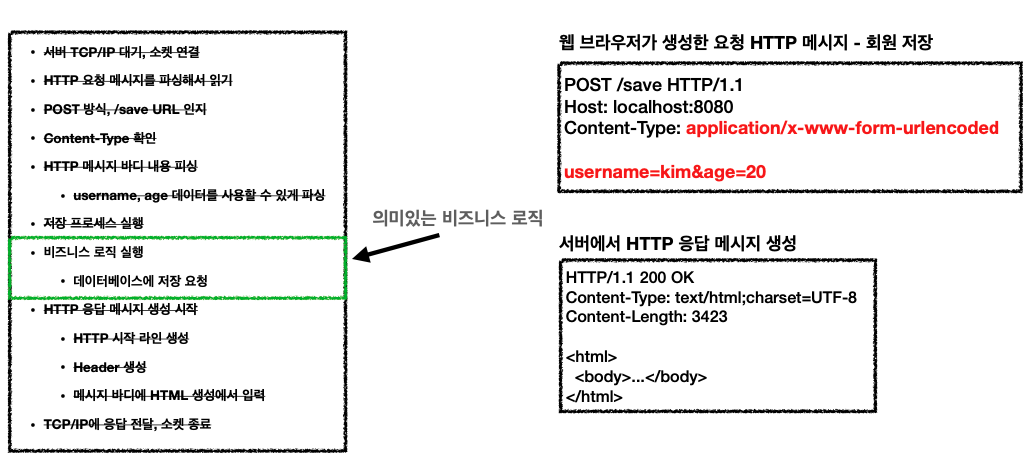 • 서버 TCP/IP 대기, 소켓 연결
• HTTP 요청 메시지를 파싱해서 읽기
• POST 방식, /save URL 인지
• Content-Type 확인
• HTTP 메시지 바디 내용 피싱
• username, age 데이터를 사용할 수 있게 파싱
• 저장 프로세스 실행
• 비즈니스 로직 실행
• 데이터베이스에 저장 요청
• HTTP 응답 메시지 생성 시작
• HTTP 시작 라인 생성
• Header 생성
• 메시지 바디에 HTML 생성에서 입력
• TCP/IP에 응답 전달, 소켓 종료
의미있는 비즈니스 로직
웹 브라우저가 생성한 요청 HTTP 메시지 - 회원 저장
POST /save HTTP/1.1
Host: localhost:8080
Content-Type: application/x-www-form-urlencoded
username=kim&age=20
서버에서 HTTP 응답 메시지 생성
HTTP/1.1 200 OK
Content-Type: text/html;charset=UTF-8
Content-Length: 3423
<html>
<body>...</body>
</html>